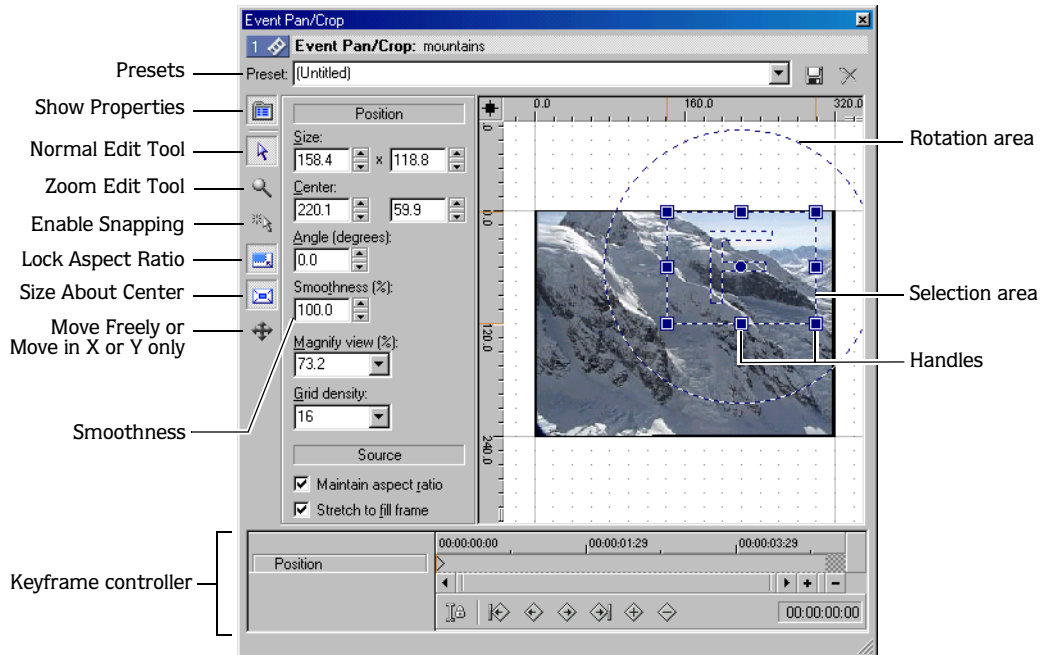 Event Pan/Crop
1 Event Pan/Crop: mountains
Preset: (Untitled)
Presets
Show Properties
Normal Edit Tool
Zoom Edit Tool
Enable Snapping
Lock Aspect Ratio
Size About Center
Move Freely or
Move in X or Y only
Smoothness
Keyframe controller
Position
Size:
158.4 x 118.8
Center:
220.1 59.9
Angle (degrees):
0.0
Smoothness (%):
100.0
Magnify view (%):
73.2
Grid density:
16
Source
Maintain aspect ratio
Stretch to fill frame
0.0 160.0 320.0
0.0
120.0
240.0
Rotation area
Selection area
Handles
00:00:00:00 00:00:01:29 00:00:03:29
Position
00:00:00:00